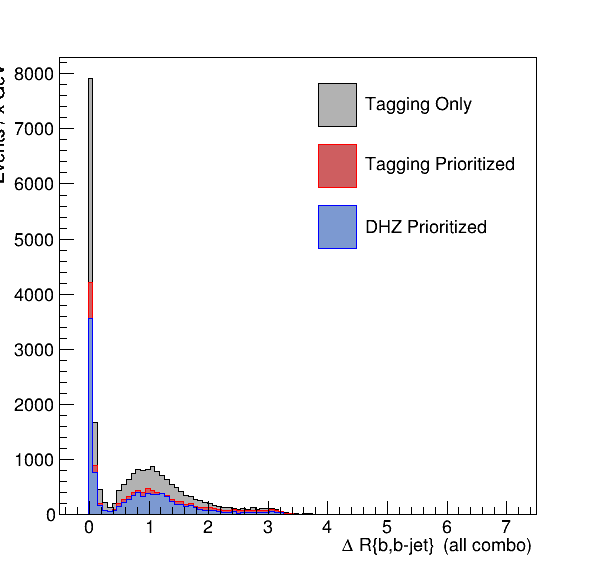 Events / x GeV
8000
7000
6000
5000
4000
3000
2000
1000
0
Tagging Only
Tagging Prioritized
DHZ Prioritized
0 1 2 3 4 5 6 7
Δ R{b,b-jet} (all combo)